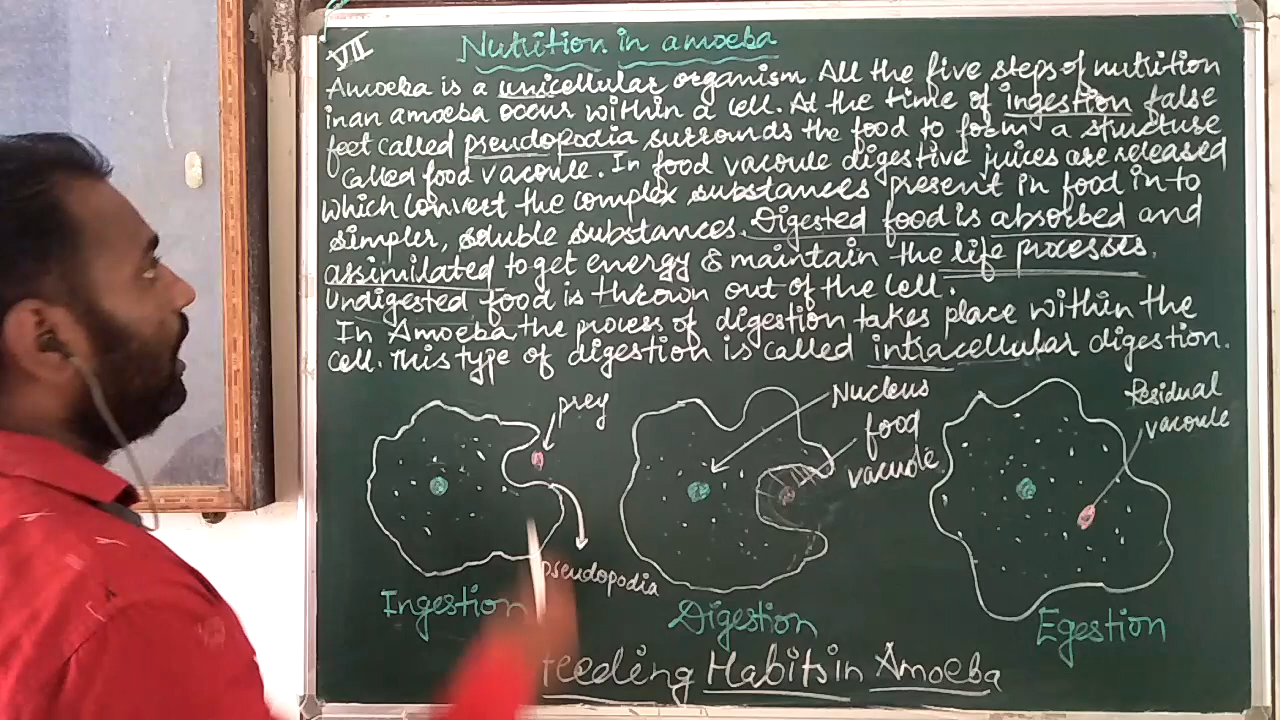 VII
Nutrition in amoeba
Amoeba is a unicellular organism. All the five steps of nutrition
in an amoeba occur within a cell. At the time of ingestion false
feet called pseudopodia surrounds the food to form a structure
called food vacoule. In food vacoule digestive juices are released
which convert the complex substances present in food in to
simpler, soluble substances. Digested food is absorbed and
assimilated to get energy & maintain the life processes.
Undigested food is thrown out of the cell.
In Amoeba, the process of digestion takes place within the
cell. This type of digestion is called intracellular digestion.
prey
pseudopodia
Ingestion
Nucleus
food
vacuole
Digestion
Residual
vacoule
Egestion
feeding Habits in Amoeba